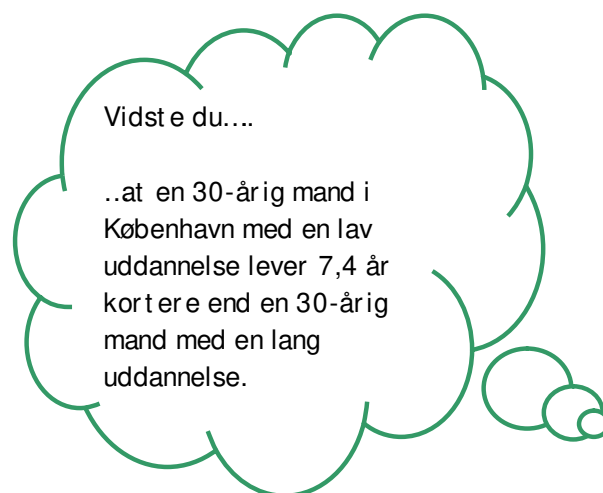 Vidste du....
..at en 30-årig mand i
København med en lav
uddannelse lever 7,4 år
kortere end en 30-årig
mand med en lang
uddannelse.